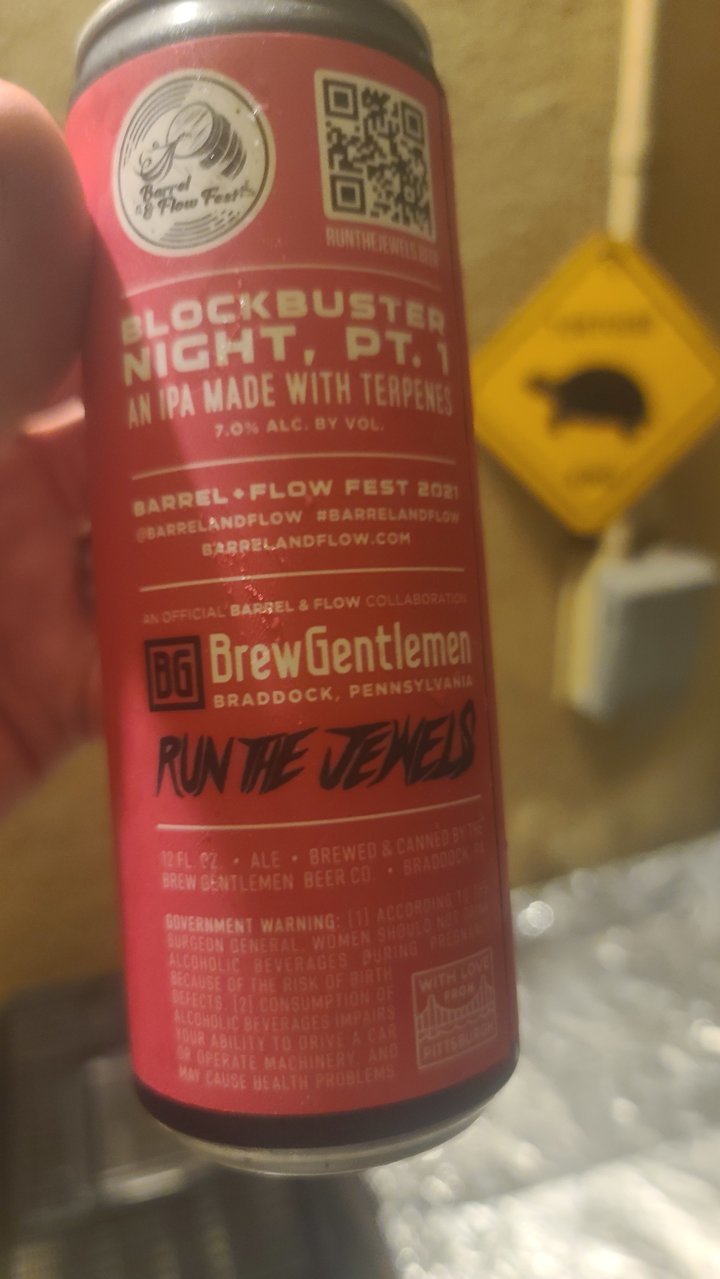 Barrel
& Flow Fest
RUNTHEJEWELS.BEER
BLOCKBUSTER
NIGHT, PT. 1
AN IPA MADE WITH TERPENES
7.0% ALC. BY VOL.
BARREL + FLOW FEST 2021
@BARRELANDFLOW #BARRELANDFLOW
BARRELANDFLOW.COM
AN OFFICIAL BARREL & FLOW COLLABORATION
BG BrewGentlemen
BRADDOCK, PENNSYLVANIA
RUN THE JEWELS
12 FL. OZ. • ALE • BREWED & CANNED BY THE
BREW GENTLEMEN BEER CO. • BRADDOCK, PA
GOVERNMENT WARNING: (1) ACCORDING TO THE
SURGEON GENERAL, WOMEN SHOULD NOT DRINK
ALCOHOLIC BEVERAGES DURING PREGNANCY
BECAUSE OF THE RISK OF BIRTH
DEFECTS. (2) CONSUMPTION OF
ALCOHOLIC BEVERAGES IMPAIRS
YOUR ABILITY TO DRIVE A CAR
OR OPERATE MACHINERY, AND
MAY CAUSE HEALTH PROBLEMS
WITH LOVE
FROM
PITTSBURGH